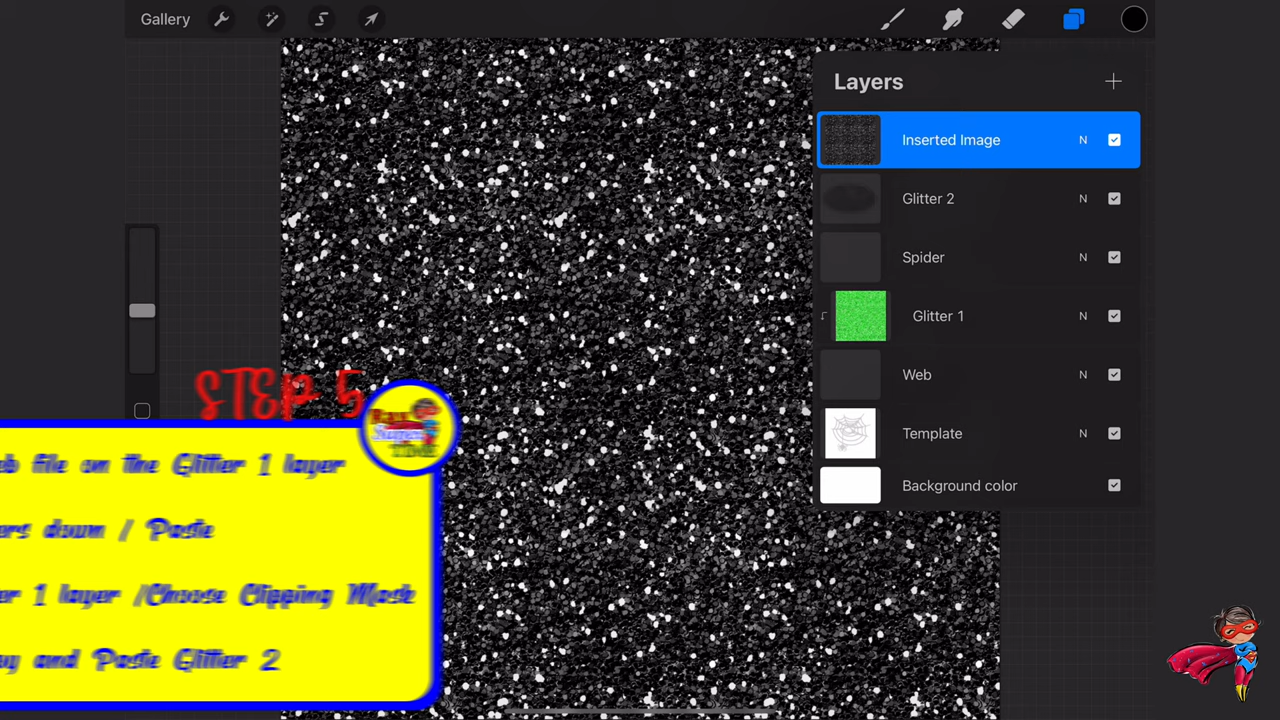 Gallery
Layers
Inserted Image N
Glitter 2 N
Spider N
Glitter 1 N
Web N
Template N
Background color
STEP 5
file on the Glitter 1 layer
down / Paste
1 layer /Choose Clipping Mask
and Paste Glitter 2